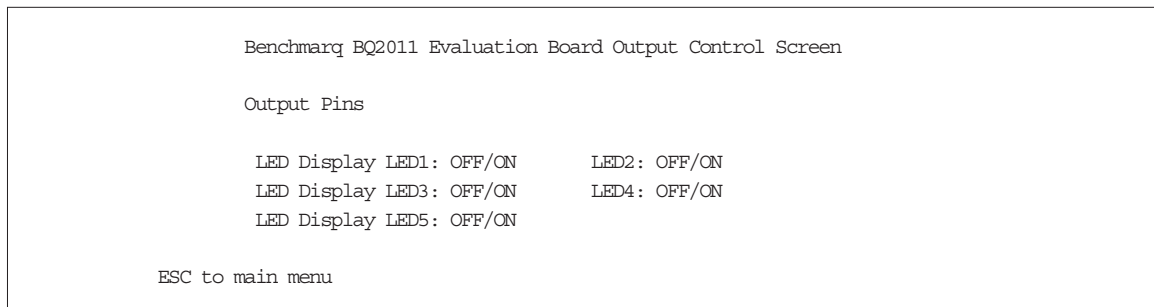 Benchmarq BQ2011 Evaluation Board Output Control Screen
Output Pins
LED Display LED1: OFF/ON LED2: OFF/ON
LED Display LED3: OFF/ON LED4: OFF/ON
LED Display LED5: OFF/ON
ESC to main menu